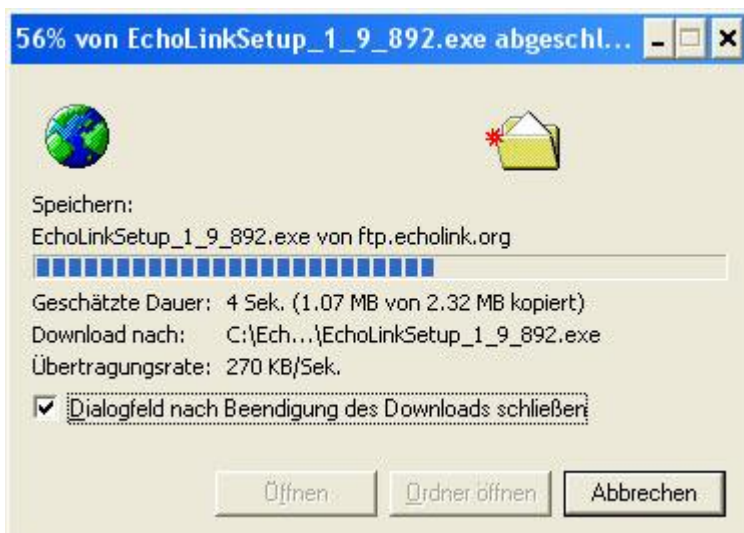 56% von EchoLinkSetup_1_9_892.exe abgeschl...
Speichern:
EchoLinkSetup_1_9_892.exe von ftp.echolink.org
Geschätzte Dauer: 4 Sek. (1.07 MB von 2.32 MB kopiert)
Download nach: C:\Ech...\EchoLinkSetup_1_9_892.exe
Übertragungsrate: 270 KB/Sek.
Dialogfeld nach Beendigung des Downloads schließen
Öffnen Ordner öffnen Abbrechen